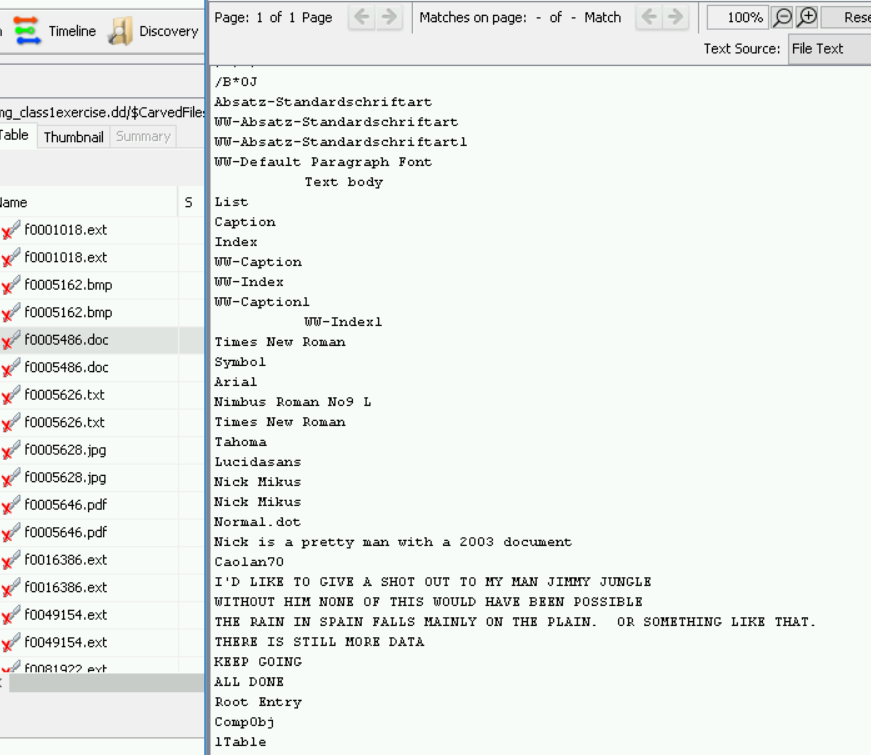 Timeline
Discovery
Page: 1 of 1 Page
Matches on page: - of - Match
100%
Text Source:
File Text
mg_class1exercise.dd/$CarvedFiles
Table
Thumbnail
Summary
Name
S
f0001018.ext
f0001018.ext
f0005162.bmp
f0005162.bmp
f0005486.doc
f0005486.doc
f0005626.txt
f0005626.txt
f0005628.jpg
f0005628.jpg
f0005646.pdf
f0005646.pdf
f0016386.ext
f0016386.ext
f0049154.ext
f0049154.ext
f0081922.ext
/B*OJ
Absatz-Standardschriftart
WW-Absatz-Standardschriftart
WW-Absatz-Standardschriftart1
WW-Default Paragraph Font
Text body
List
Caption
Index
WW-Caption
WW-Index
WW-Caption1
WW-Index1
Times New Roman
Symbol
Arial
Nimbus Roman No9 L
Times New Roman
Tahoma
Lucidasans
Nick Mikus
Nick Mikus
Normal.dot
Nick is a pretty man with a 2003 document
Caolan70
I'D LIKE TO GIVE A SHOT OUT TO MY MAN JIMMY JUNGLE
WITHOUT HIM NONE OF THIS WOULD HAVE BEEN POSSIBLE
THE RAIN IN SPAIN FALLS MAINLY ON THE PLAIN.  OR SOMETHING LIKE THAT.
THERE IS STILL MORE DATA
KEEP GOING
ALL DONE
Root Entry
CompObj
1Table